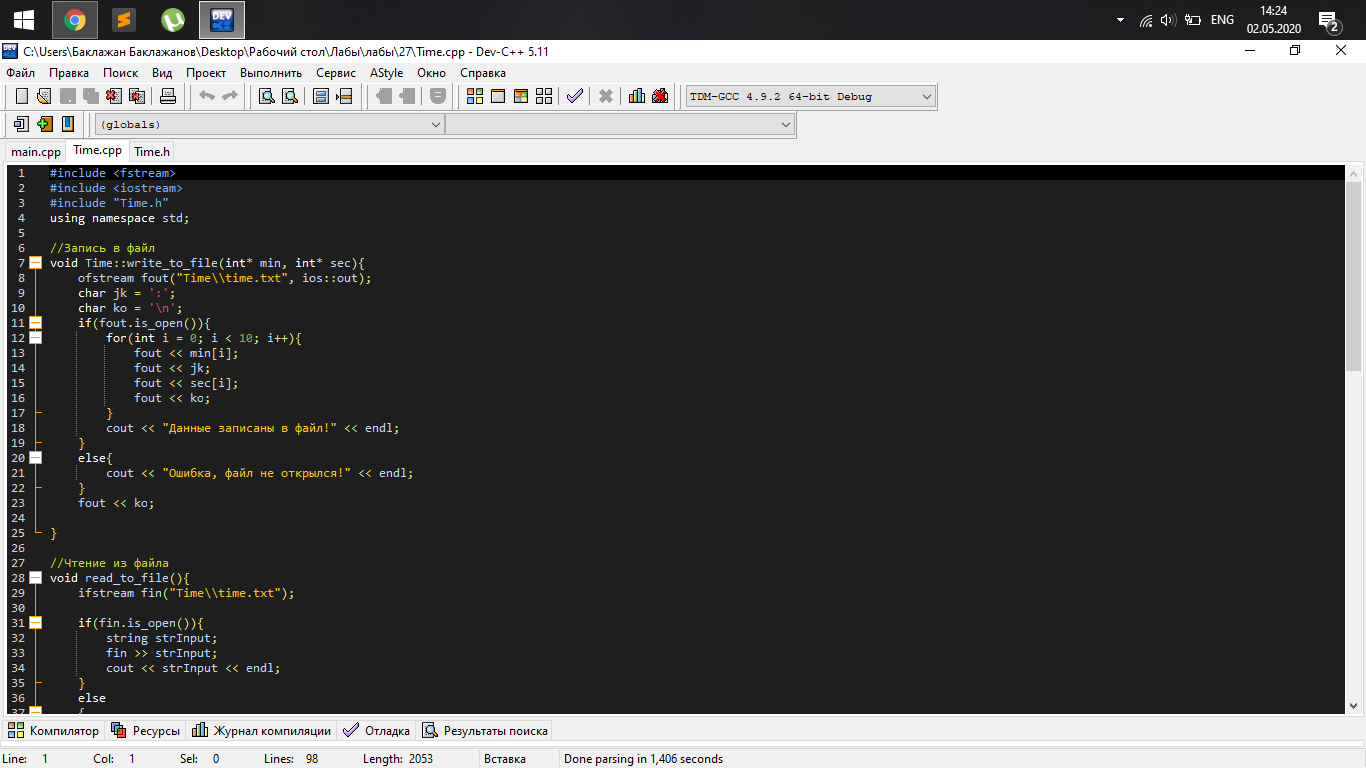 ENG
14:24
02.05.2020
2
DEV
C:\Users\Баклажан Баклажанов\Desktop\Рабочий стол\Лабы\лабы\27\Time.cpp - Dev-C++ 5.11
Файл Правка Поиск Вид Проект Выполнить Сервис AStyle Окно Справка
TDM-GCC 4.9.2 64-bit Debug
(globals)
main.cpp Time.cpp Time.h
1 #include <fstream>
2 #include <iostream>
3 #include "Time.h"
4 using namespace std;
5
6 //Запись в файл
7 void Time::write_to_file(int* min, int* sec){
8 ofstream fout("Time\\time.txt", ios::out);
9 char jk = ':';
10 char ko = '\n';
11 if(fout.is_open()){
12 for(int i = 0; i < 10; i++){
13 fout << min[i];
14 fout << jk;
15 fout << sec[i];
16 fout << ko;
17 }
18 cout << "Данные записаны в файл!" << endl;
19 }
20 else{
21 cout << "Ошибка, файл не открылся!" << endl;
22 }
23 fout << ko;
24
25 }
26
27 //Чтение из файла
28 void read_to_file(){
29 ifstream fin("Time\\time.txt");
30
31 if(fin.is_open()){
32 string strInput;
33 fin >> strInput;
34 cout << strInput << endl;
35 }
36 else
37 {
Компилятор Ресурсы Журнал компиляции Отладка Результаты поиска
Line: 1 Col: 1 Sel: 0 Lines: 98 Length: 2053 Вставка Done parsing in 1,406 seconds